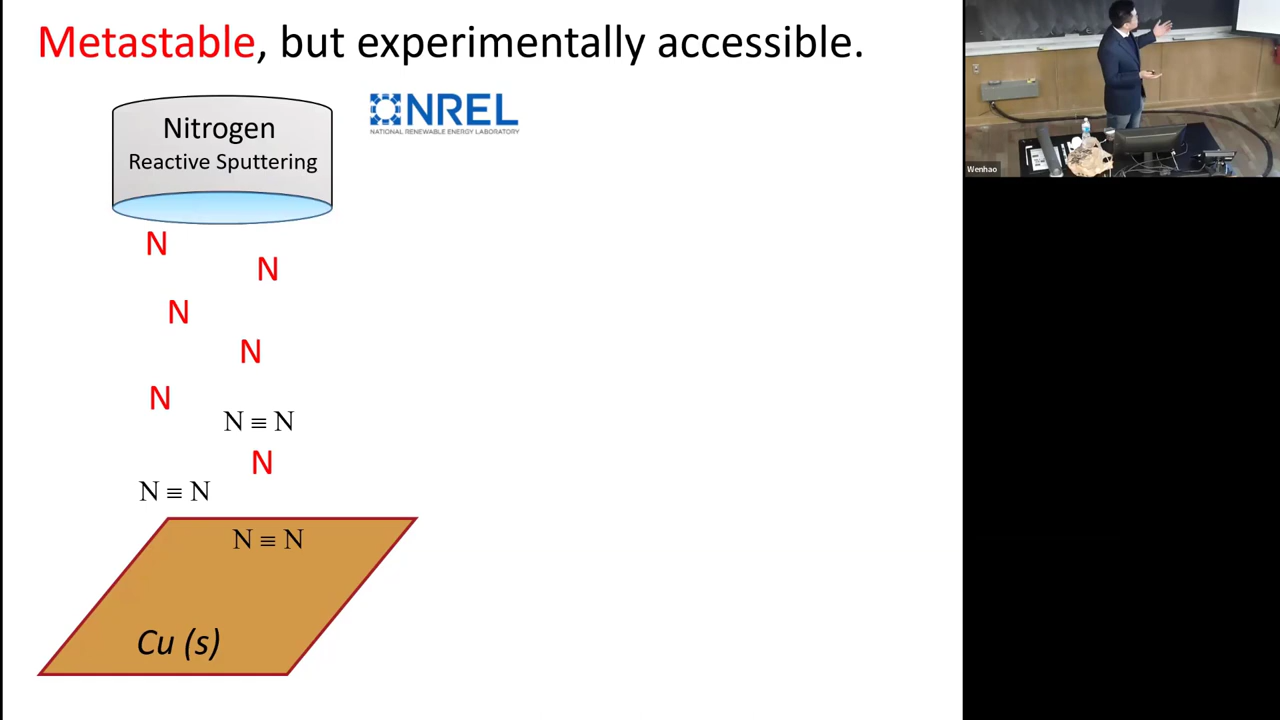 Metastable, but experimentally accessible.
Nitrogen
Reactive Sputtering
NREL
NATIONAL RENEWABLE ENERGY LABORATORY
N
N
N
N
N
N ≡ N
N
N ≡ N
N ≡ N
Cu (s)
Wenhao